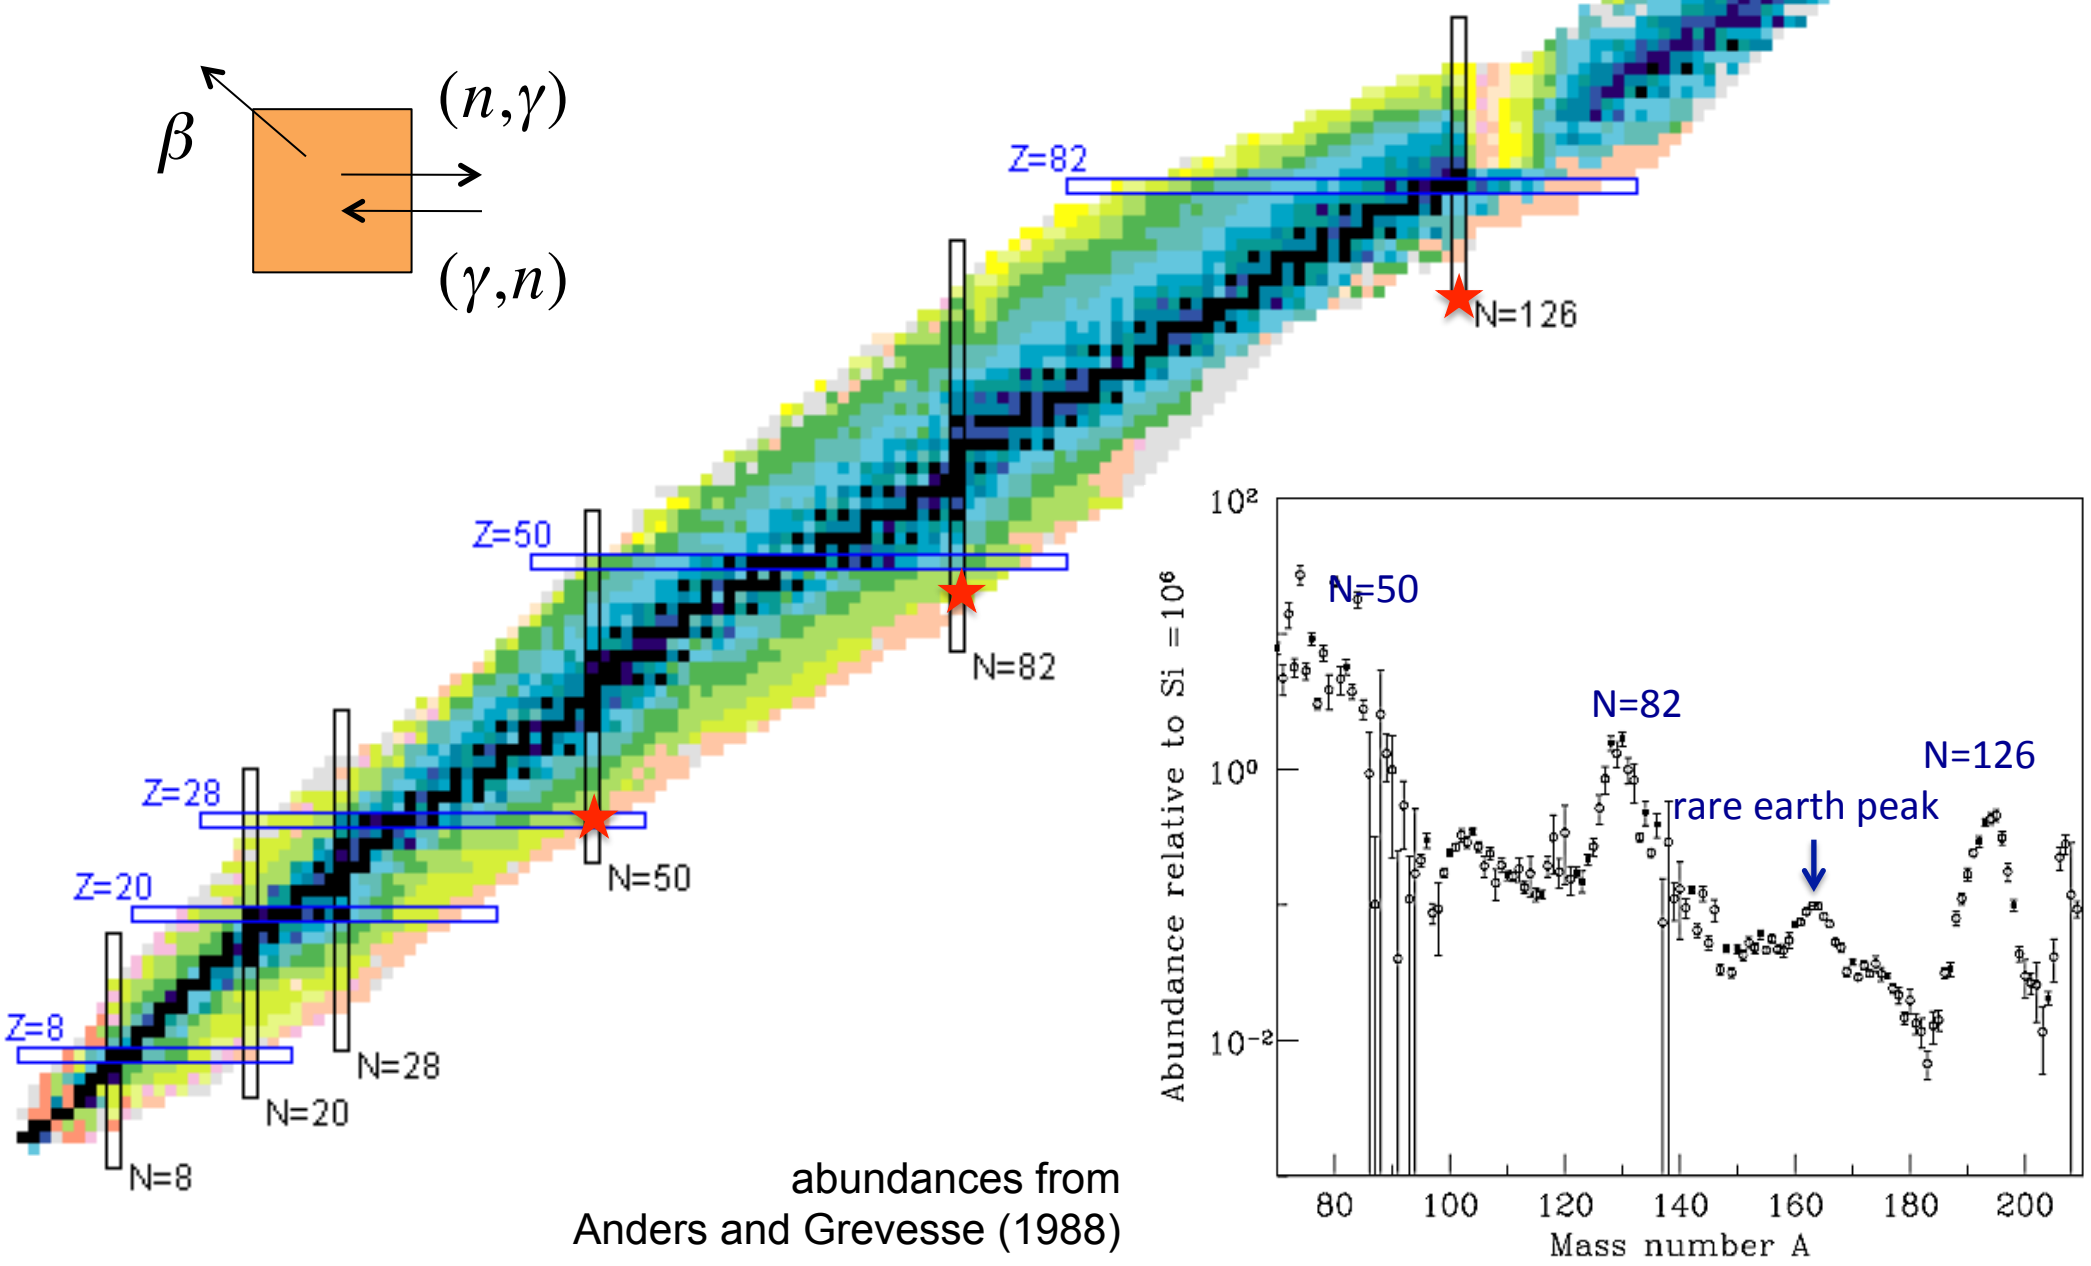 (n,γ)
β
(γ,n)
Z=82
N=126
Z=50
N=82
Z=28
N=50
Z=20
N=28
N=20
Z=8
N=8
abundances from
Anders and Grevesse (1988)
10²
10⁰
10⁻²
Abundance relative to Si =10⁶
N=50
N=82
N=126
rare earth peak
80 100 120 140 160 180 200
Mass number A